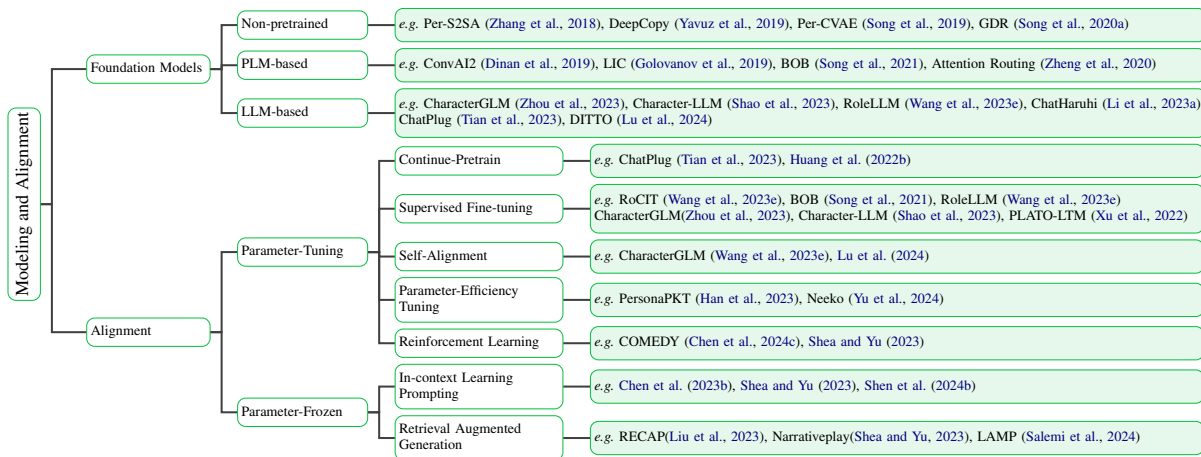 Modeling and Alignment
Foundation Models
Non-pretrained
e.g. Per-S2SA (Zhang et al., 2018), DeepCopy (Yavuz et al., 2019), Per-CVAE (Song et al., 2019), GDR (Song et al., 2020a)
PLM-based
e.g. ConvAI2 (Dinan et al., 2019), LIC (Golovanov et al., 2019), BOB (Song et al., 2021), Attention Routing (Zheng et al., 2020)
LLM-based
e.g. CharacterGLM (Zhou et al., 2023), Character-LLM (Shao et al., 2023), RoleLLM (Wang et al., 2023e), ChatHaruhi (Li et al., 2023a)
ChatPlug (Tian et al., 2023), DITTO (Lu et al., 2024)
Alignment
Parameter-Tuning
Continue-Pretrain
e.g. ChatPlug (Tian et al., 2023), Huang et al. (2022b)
Supervised Fine-tuning
e.g. RoCIT (Wang et al., 2023e), BOB (Song et al., 2021), RoleLLM (Wang et al., 2023e)
CharacterGLM(Zhou et al., 2023), Character-LLM (Shao et al., 2023), PLATO-LTM (Xu et al., 2022)
Self-Alignment
e.g. CharacterGLM (Wang et al., 2023e), Lu et al. (2024)
Parameter-Efficiency
Tuning
e.g. PersonaPKT (Han et al., 2023), Neeko (Yu et al., 2024)
Reinforcement Learning
e.g. COMEDY (Chen et al., 2024c), Shea and Yu (2023)
Parameter-Frozen
In-context Learning
Prompting
e.g. Chen et al. (2023b), Shea and Yu (2023), Shen et al. (2024b)
Retrieval Augmented
Generation
e.g. RECAP(Liu et al., 2023), Narrativeplay(Shea and Yu, 2023), LAMP (Salemi et al., 2024)